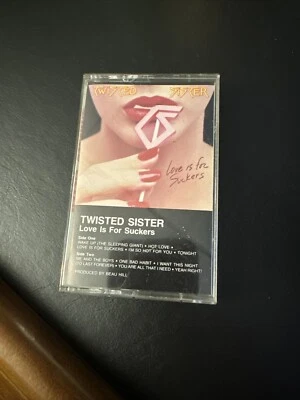 TWISTED SISTER
TS
Love is for
Suckers
TWISTED SISTER
Love Is For Suckers
Side One
WAKE UP (THE SLEEPING GIANT) • HOT LOVE •
LOVE IS FOR SUCKERS • I'M SO HOT FOR YOU • TONIGHT
Side Two
ME AND THE BOYS • ONE BAD HABIT • I WANT THIS NIGHT
(TO LAST FOREVER) • YOU ARE ALL THAT I NEED • YEAH RIGHT!
PRODUCED BY BEAU HILL